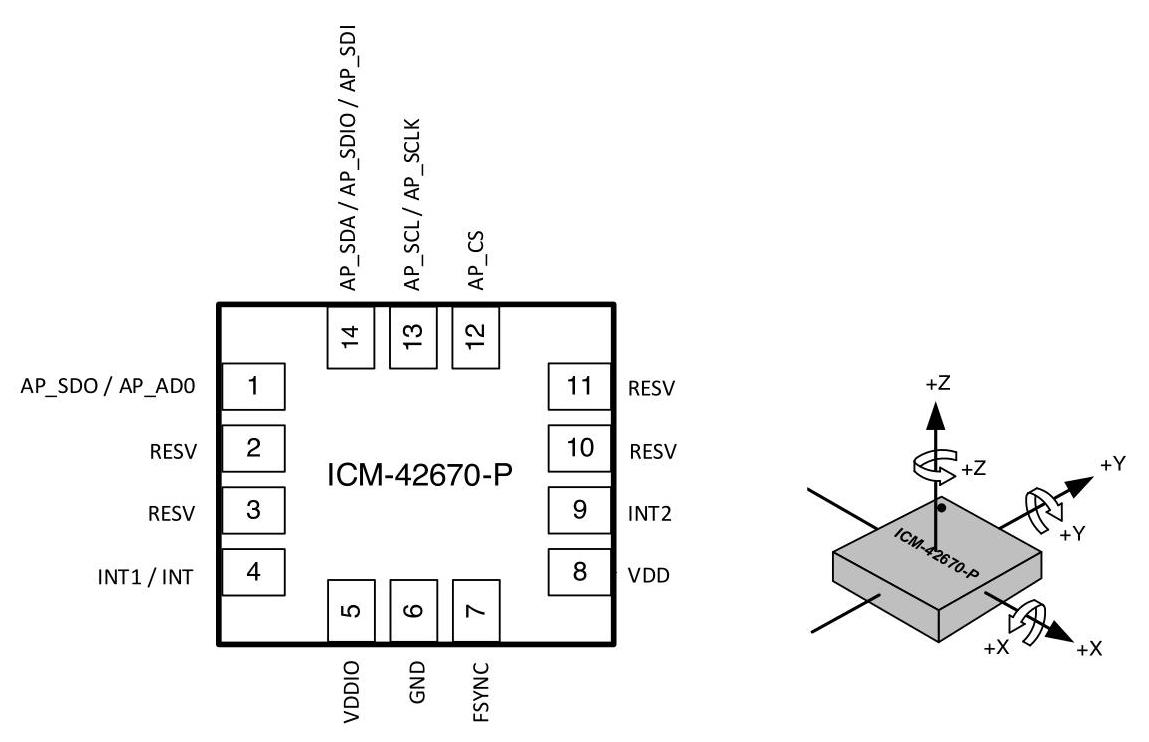 AP_SDA / AP_SDIO / AP_SDI
AP_SCL / AP_SCLK
AP_CS
14
13
12
AP_SDO / AP_AD0
1
11
RESV
RESV
2
10
RESV
ICM-42670-P
RESV
3
9
INT2
INT1 / INT
4
8
VDD
5
6
7
VDDIO
GND
FSYNC
+Z
+Z
+Y
+Y
ICM-42670-P
+X
+X